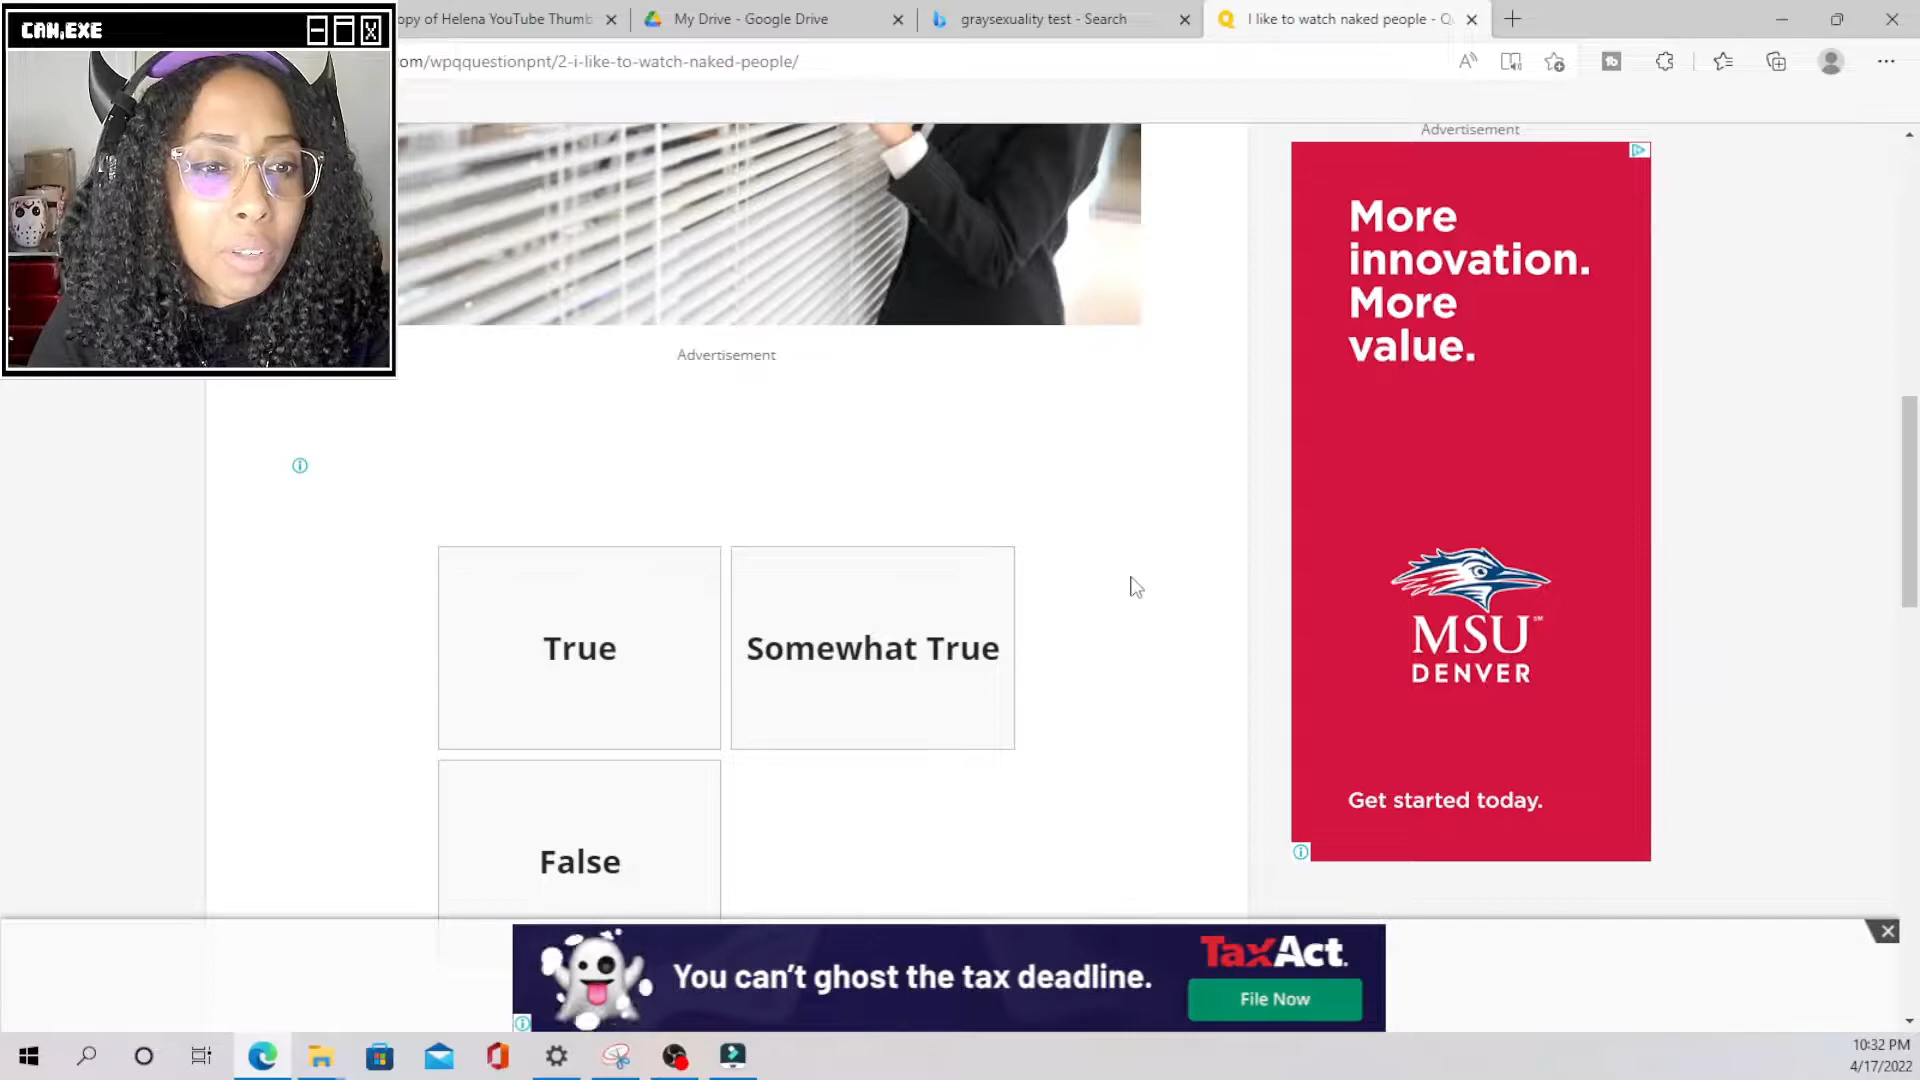 CAN.EXE
opy of Helena YouTube Thumb
My Drive - Google Drive
graysexuality test - Search
I like to watch naked people - Q
om/wpqquestionpnt/2-i-like-to-watch-naked-people/
Advertisement
More
innovation.
More
value.
MSU
DENVER
Get started today.
Advertisement
True
Somewhat True
False
You can't ghost the tax deadline.
TaxAct.
File Now
10:32 PM
4/17/2022